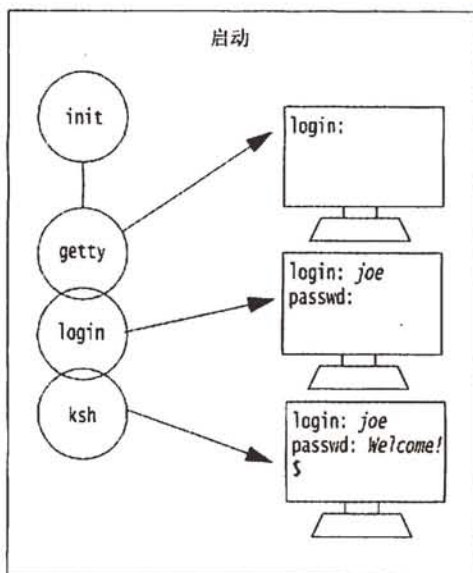 启动
init
getty
login
ksh
login:
login: joe
passwd:
login: joe
passwd: Welcome!
$